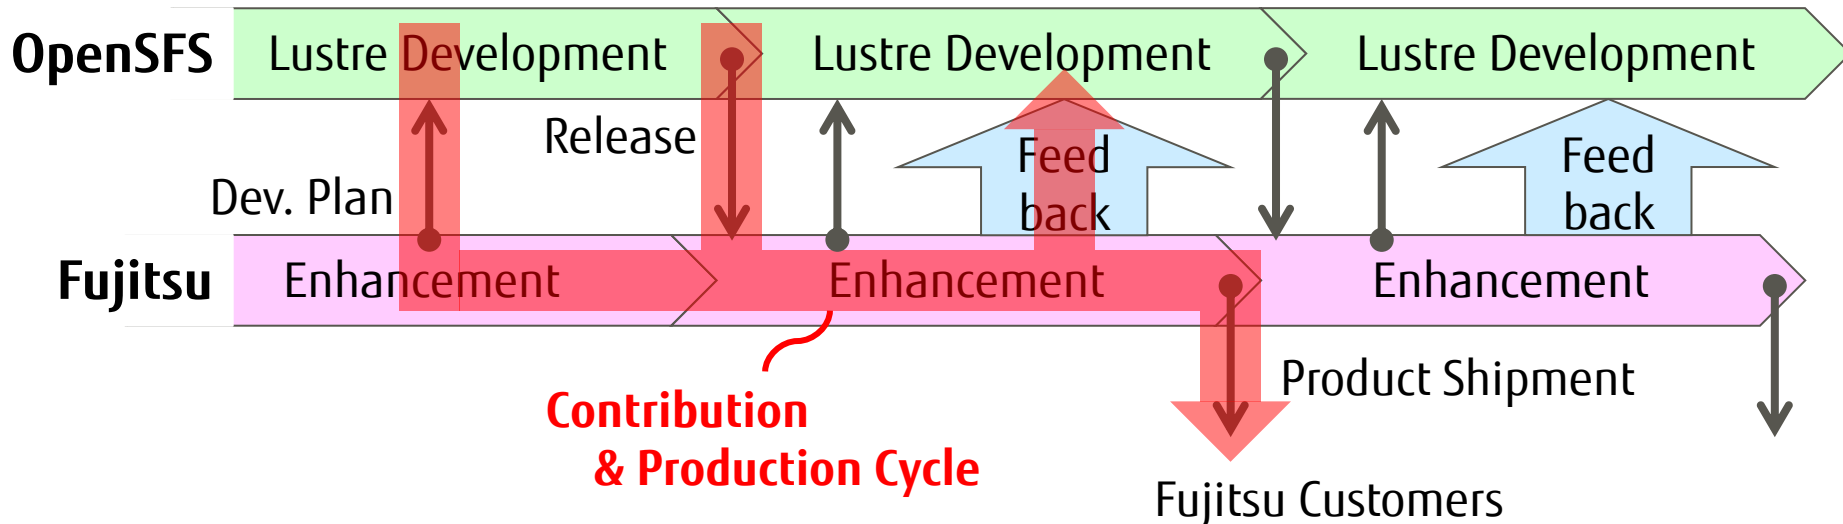 OpenSFS
Lustre Development
Lustre Development
Lustre Development
Release
Dev. Plan
Feed
back
Feed
back
Fujitsu
Enhancement
Enhancement
Enhancement
Product Shipment
Contribution
& Production Cycle
Fujitsu Customers